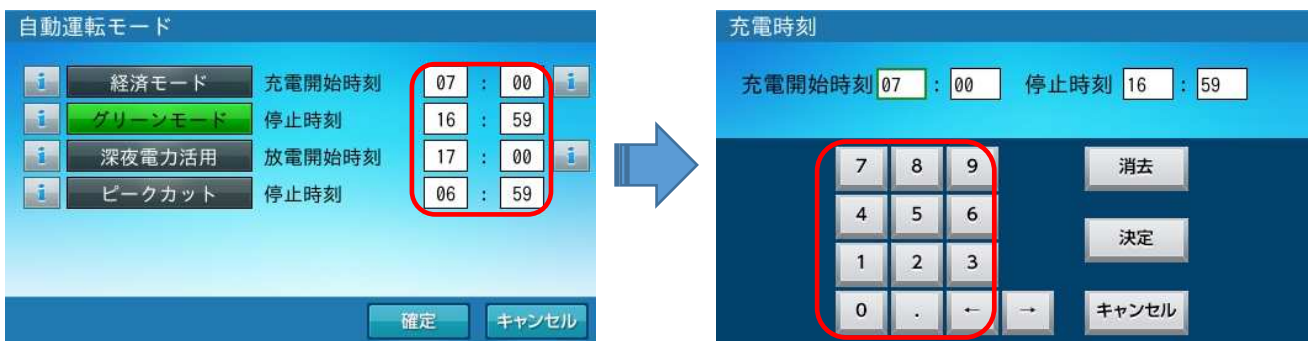 自動運転モード
i 経済モード 充電開始時刻 07 : 00 i
i グリーンモード 停止時刻 16 : 59
i 深夜電力活用 放電開始時刻 17 : 00 i
i ピークカット 停止時刻 06 : 59
確定 キャンセル
充電時刻
充電開始時刻 07 : 00 停止時刻 16 : 59
7 8 9 消去
4 5 6
決定
1 2 3
0 . ← → キャンセル